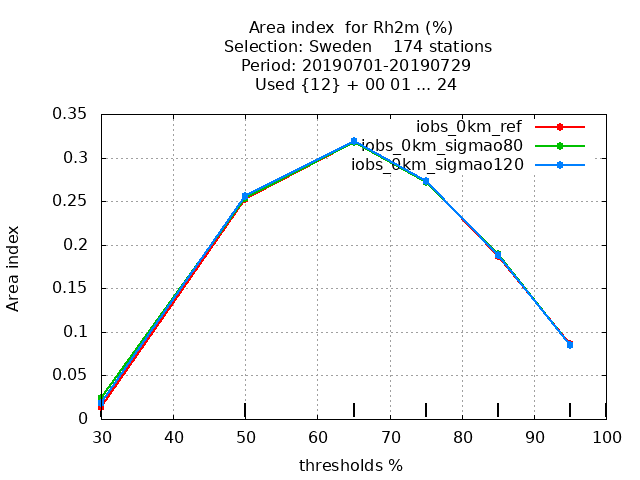 Area index  for Rh2m (%)
Selection: Sweden    174 stations
Period: 20190701-20190729
Used {12} + 00 01 ... 24
0.35
0.3
0.25
0.2
0.15
0.1
0.05
0
Area index
iobs_0km_ref
iobs_0km_sigmao80
iobs_0km_sigmao120
30 40 50 60 70 80 90 100
thresholds %